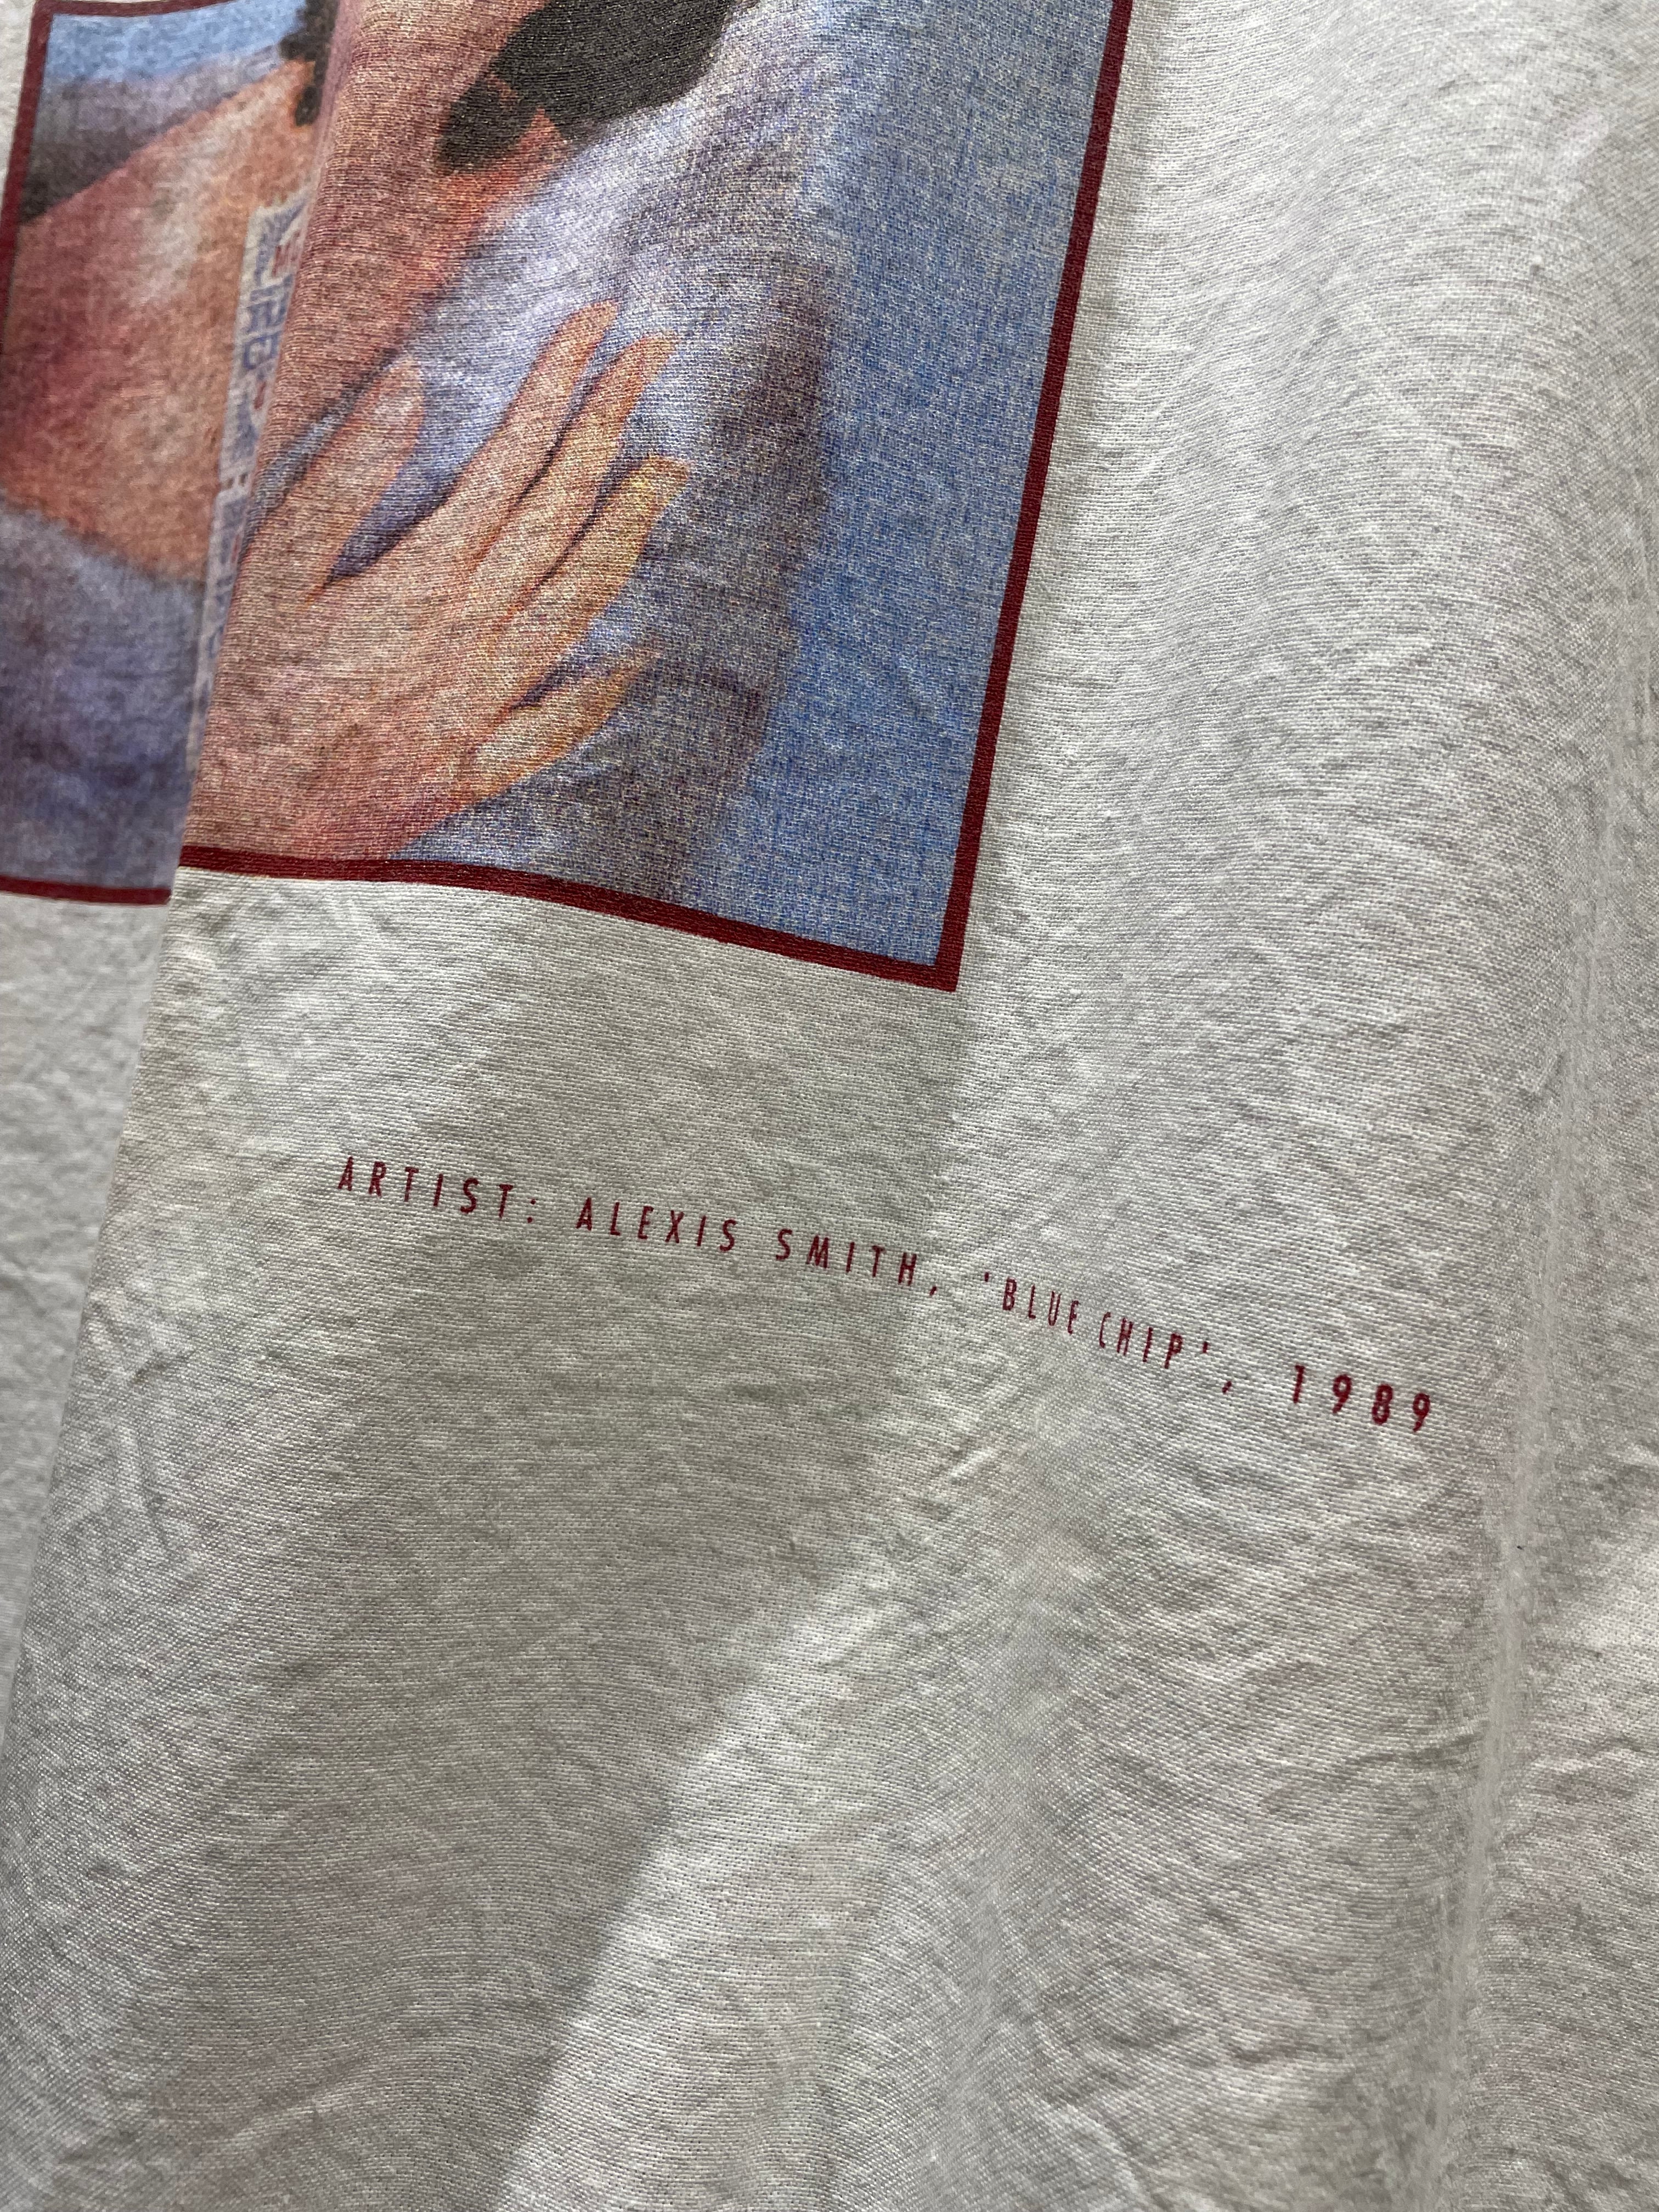 ARTIST: ALEXIS SMITH, 'BLUE CHIP', 1989